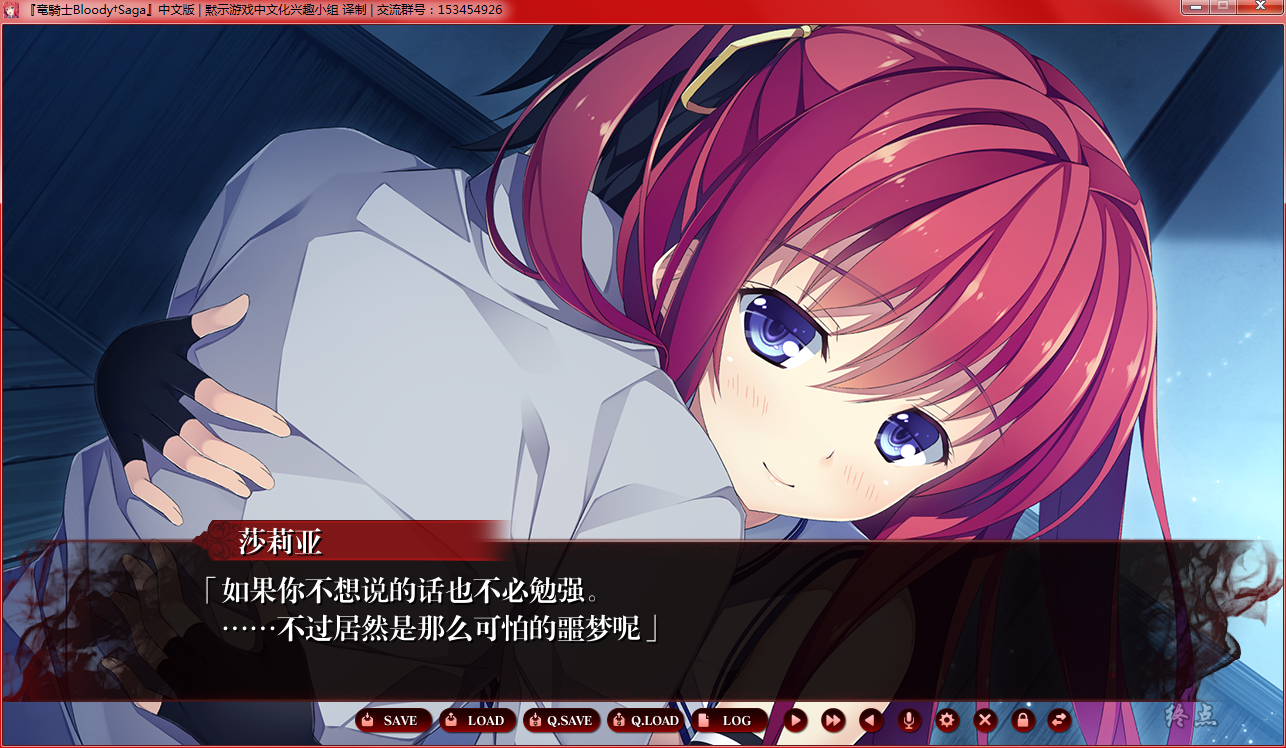 『竜騎士Bloody†Saga』中文版 | 黙示游戏中文化兴趣小组 译制 | 交流群号：153454926
莎莉亚
「如果你不想说的话也不必勉强。
……不过居然是那么可怕的噩梦呢」
SAVE LOAD Q.SAVE Q.LOAD LOG
终点